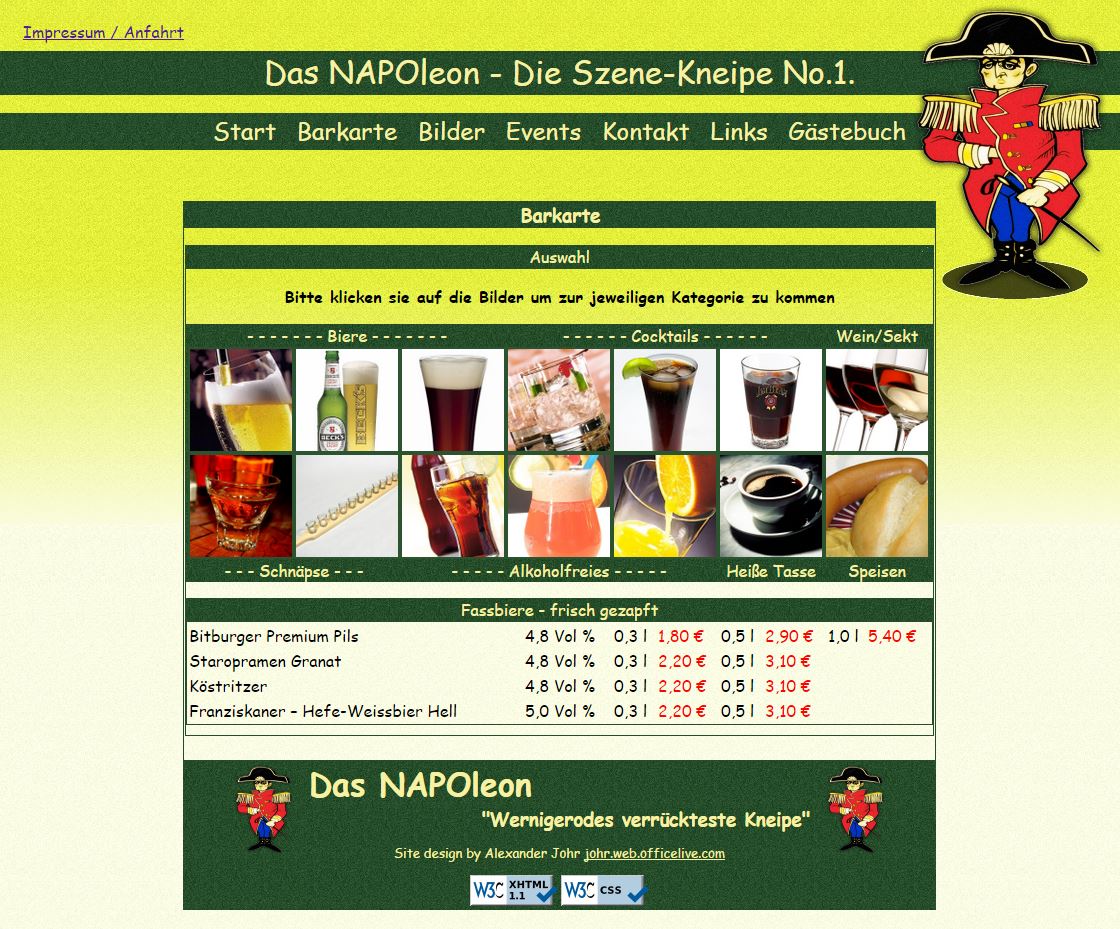 Impressum / Anfahrt
Das NAPOleon - Die Szene-Kneipe No.1.
Start Barkarte Bilder Events Kontakt Links Gästebuch
Barkarte
Auswahl
Bitte klicken sie auf die Bilder um zur jeweiligen Kategorie zu kommen
- - - - - - - Biere - - - - - - - - - - - - - Cocktails - - - - - - Wein/Sekt
BECK'S BECK'S
- - - Schnäpse - - - - - - - - Alkoholfreies - - - - - Heiße Tasse Speisen
Fassbiere - frisch gezapft
Bitburger Premium Pils 4,8 Vol % 0,3 l 1,80 € 0,5 l 2,90 € 1,0 l 5,40 €
Staropramen Granat 4,8 Vol % 0,3 l 2,20 € 0,5 l 3,10 €
Köstritzer 4,8 Vol % 0,3 l 2,20 € 0,5 l 3,10 €
Franziskaner – Hefe-Weissbier Hell 5,0 Vol % 0,3 l 2,20 € 0,5 l 3,10 €
Das NAPOleon
"Wernigerodes verrückteste Kneipe"
Site design by Alexander Johr johr.web.officelive.com
W3C XHTML 1.1 W3C CSS